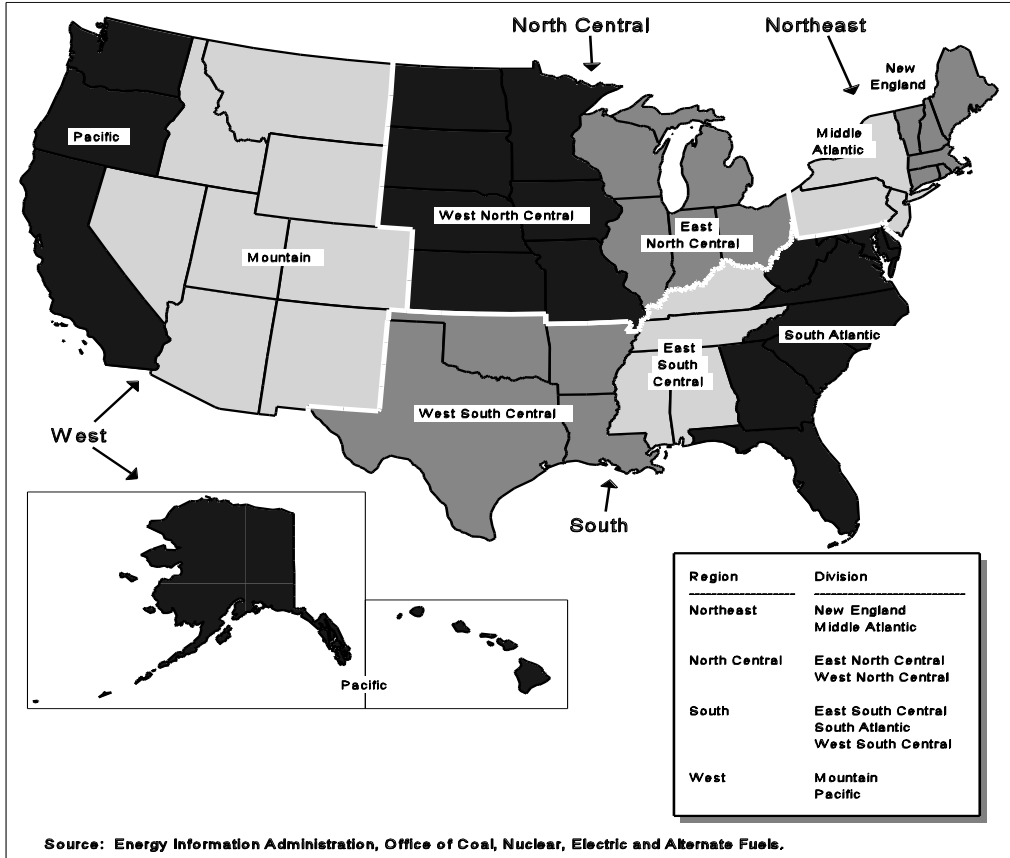 North Central
Northeast
New
England
Pacific
Middle
Atlantic
West North Central
East
North Central
Mountain
South Atlantic
East
South
Central
West South Central
West
South
Pacific
Region Division
Northeast New England
Middle Atlantic
North Central East North Central
West North Central
South East South Central
South Atlantic
West South Central
West Mountain
Pacific
Source: Energy Information Administration, Office of Coal, Nuclear, Electric and Alternate Fuels.